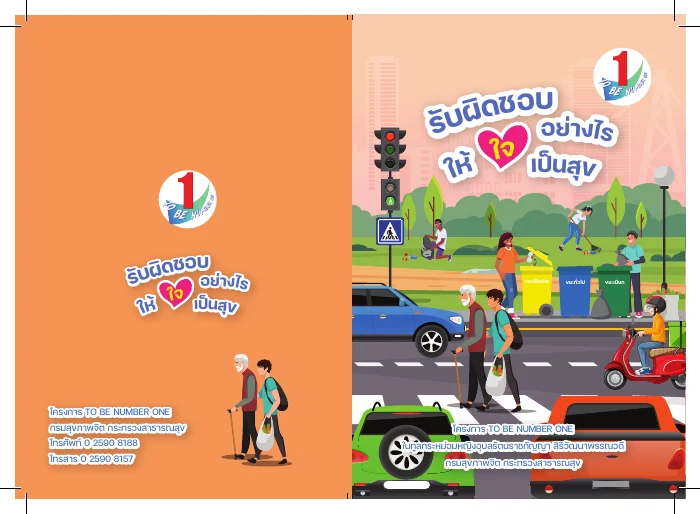 1
TO BE NUMBER ONE
รับผิดชอบ
อย่างไร
ให้ ใจ เป็นสุข
โครงการ TO BE NUMBER ONE
กรมสุขภาพจิต กระทรวงสาธารณสุข
โทรศัพท์ 0 2590 8188
โทรสาร 0 2590 8157
1
TO BE NUMBER ONE
รับผิดชอบ
อย่างไร
ให้ ใจ เป็นสุข
ขยะทั่วไป
ขยะเปียก
โครงการ TO BE NUMBER ONE
ในทูลกระหม่อมหญิงอุบลรัตนราชกัญญา สิริวัฒนาพรรณวดี
กรมสุขภาพจิต กระทรวงสาธารณสุข